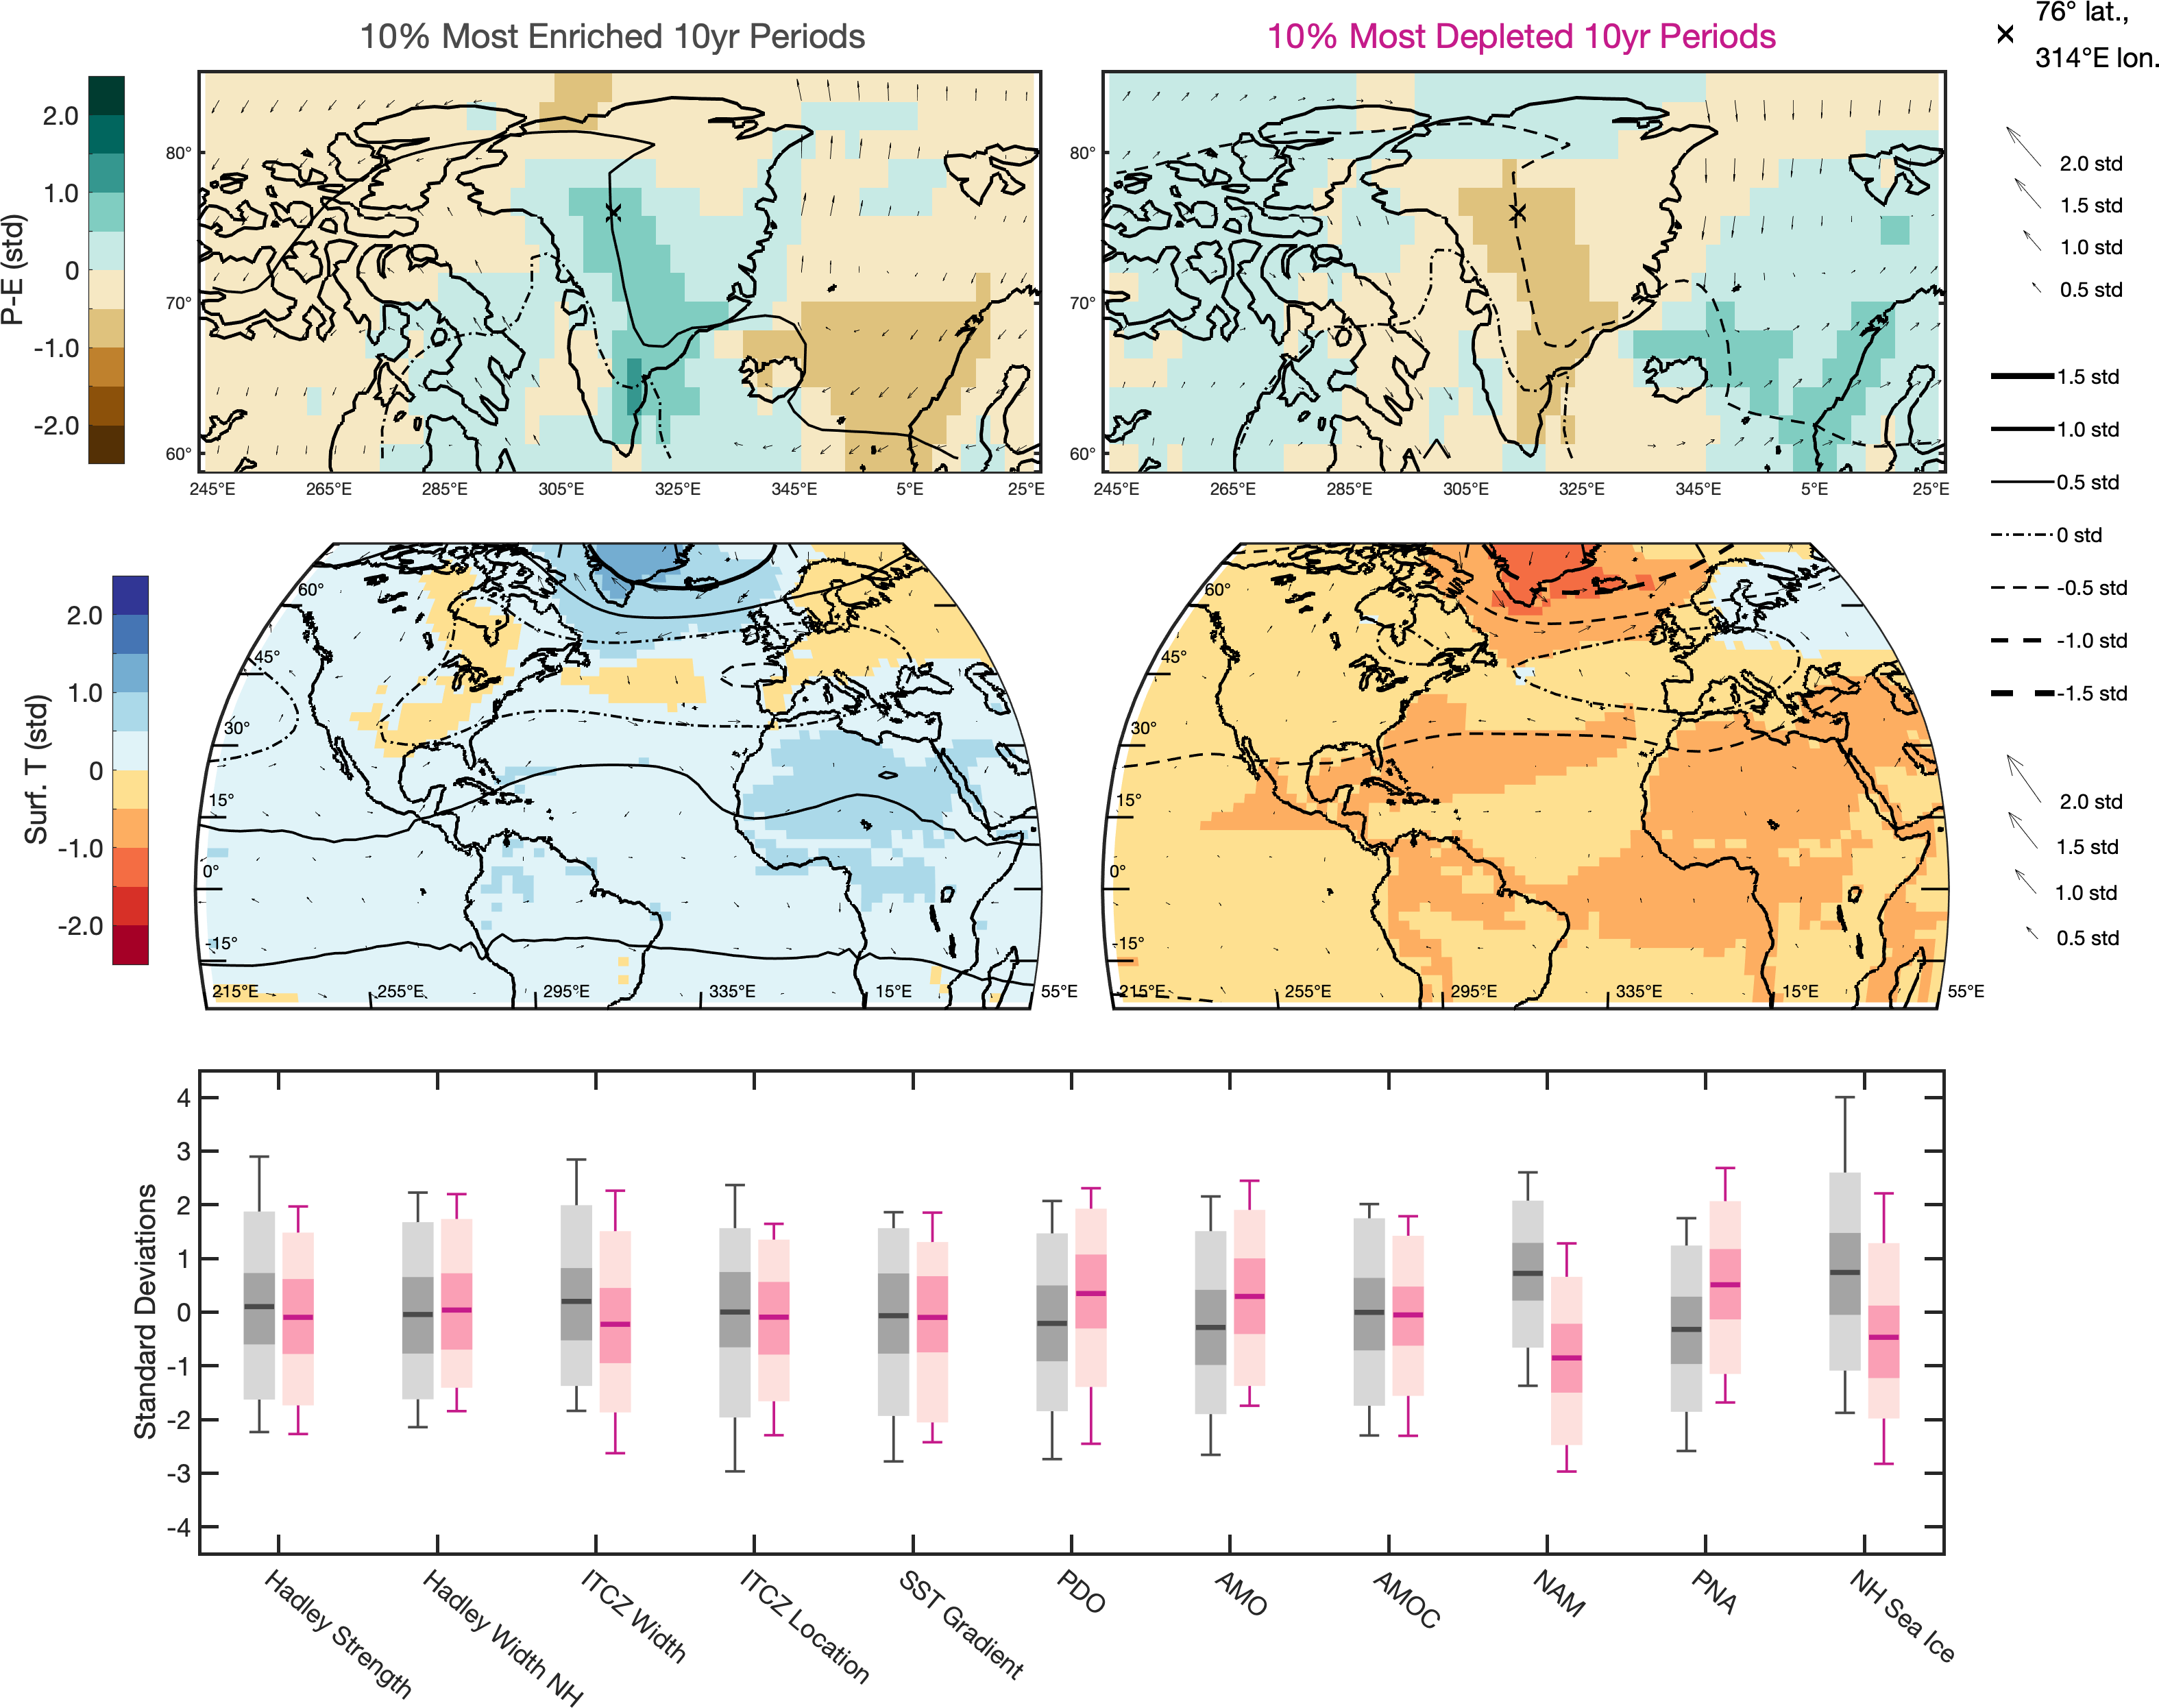 10% Most Enriched 10yr Periods
10% Most Depleted 10yr Periods
76° lat.,
314°E lon.
P-E (std)
2.0
1.0
0
-1.0
-2.0
80°
70°
60°
245°E 265°E 285°E 305°E 325°E 345°E 5°E 25°E
80°
70°
60°
245°E 265°E 285°E 305°E 325°E 345°E 5°E 25°E
2.0 std
1.5 std
1.0 std
0.5 std
1.5 std
1.0 std
0.5 std
0 std
-0.5 std
-1.0 std
-1.5 std
Surf. T (std)
2.0
1.0
0
-1.0
-2.0
60°
45°
30°
15°
0°
-15°
215°E 255°E 295°E 335°E 15°E 55°E
60°
45°
30°
15°
0°
-15°
215°E 255°E 295°E 335°E 15°E 55°E
2.0 std
1.5 std
1.0 std
0.5 std
Standard Deviations
4
3
2
1
0
-1
-2
-3
-4
Hadley Strength
Hadley Width NH
ITCZ Width
ITCZ Location
SST Gradient
PDO
AMO
AMOC
NAM
PNA
NH Sea Ice